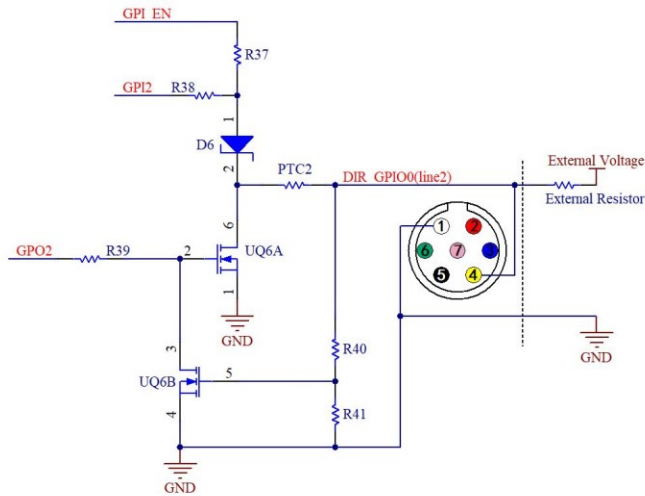 GPI_EN
R37
GPI2
R38
1
D6
2
PTC2
DIR_GPIO0(line2)
External Voltage
External Resistor
6
1
2
GPO2
R39
2
UQ6A
6
7
3
5
4
1
GND
R40
GND
3
UQ6B
5
R41
4
GND